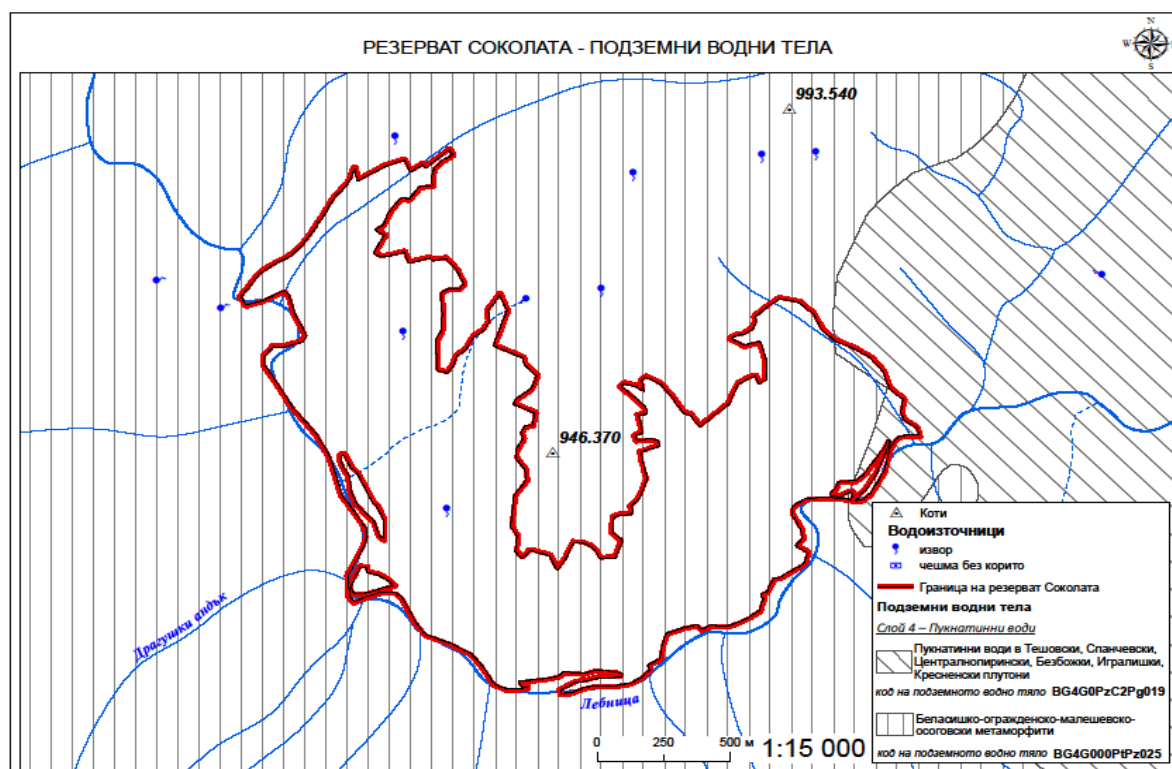 РЕЗЕРВАТ СОКОЛАТА - ПОДЗЕМНИ ВОДНИ ТЕЛА
N
W
S
993.540
946.370
Драгушки андък
Лебница
Коти
Водоизточници
извор
чешма без корито
Граница на резерват Соколата
Подземни водни тела
Слой 4 – Пукнатинни води
Пукнатинни води в Тешовски, Спанчевски,
Централнопирински, Безбожки, Игралишки,
Кресненски плутони
код на подземното водно тяло BG4G0PzC2Pg019
Беласишко-огражденско-малешевско-
осоговски метаморфити
код на подземното водно тяло BG4G000PtPz025
0 250 500 м 1:15 000